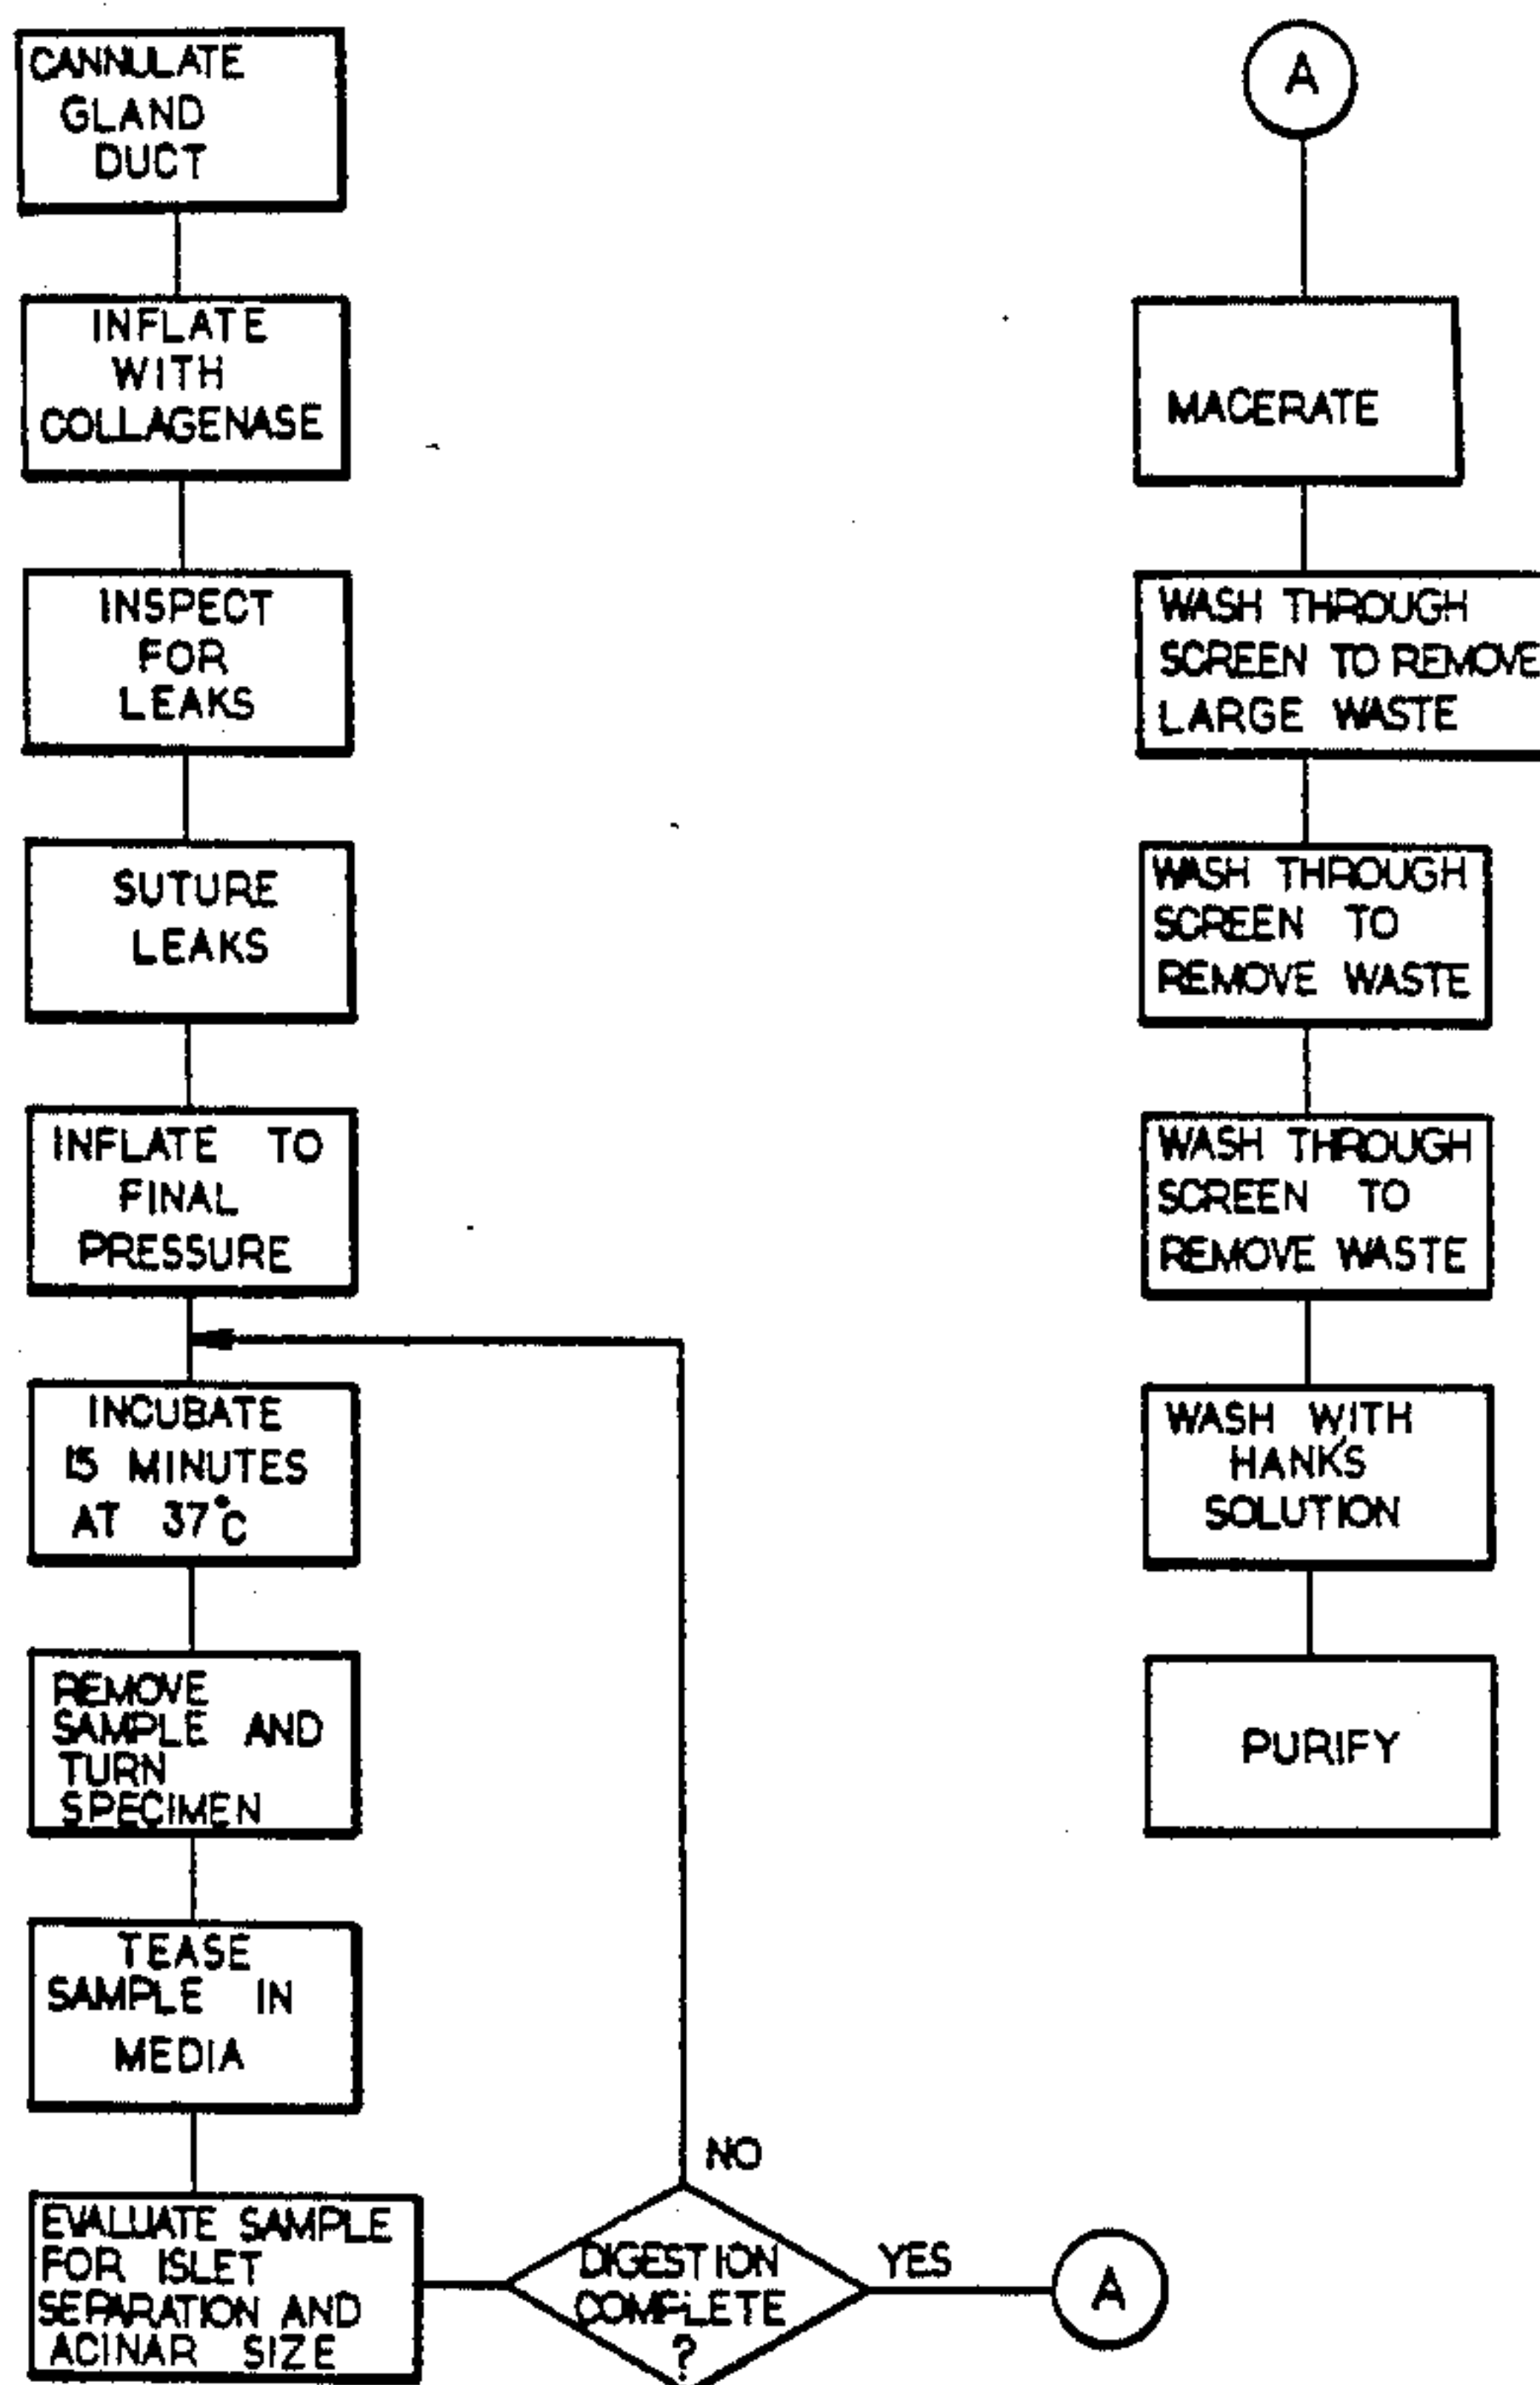 CANNULATE
GLAND
DUCT
INFLATE
WITH
COLLAGENASE
INSPECT
FOR
LEAKS
SUTURE
LEAKS
INFLATE TO
FINAL
PRESSURE
INCUBATE
15 MINUTES
AT 37°C
REMOVE
SAMPLE AND
TURN
SPECIMEN
TEASE
SAMPLE IN
MEDIA
EVALUATE SAMPLE
FOR ISLET
SEPARATION AND
ACINAR SIZE
NO
DIGESTION
COMPLETE
?
YES
A
A
MACERATE
WASH THROUGH
SCREEN TO REMOVE
LARGE WASTE
WASH THROUGH
SCREEN TO
REMOVE WASTE
WASH THROUGH
SCREEN TO
REMOVE WASTE
WASH WITH
HANK'S
SOLUTION
PURIFY